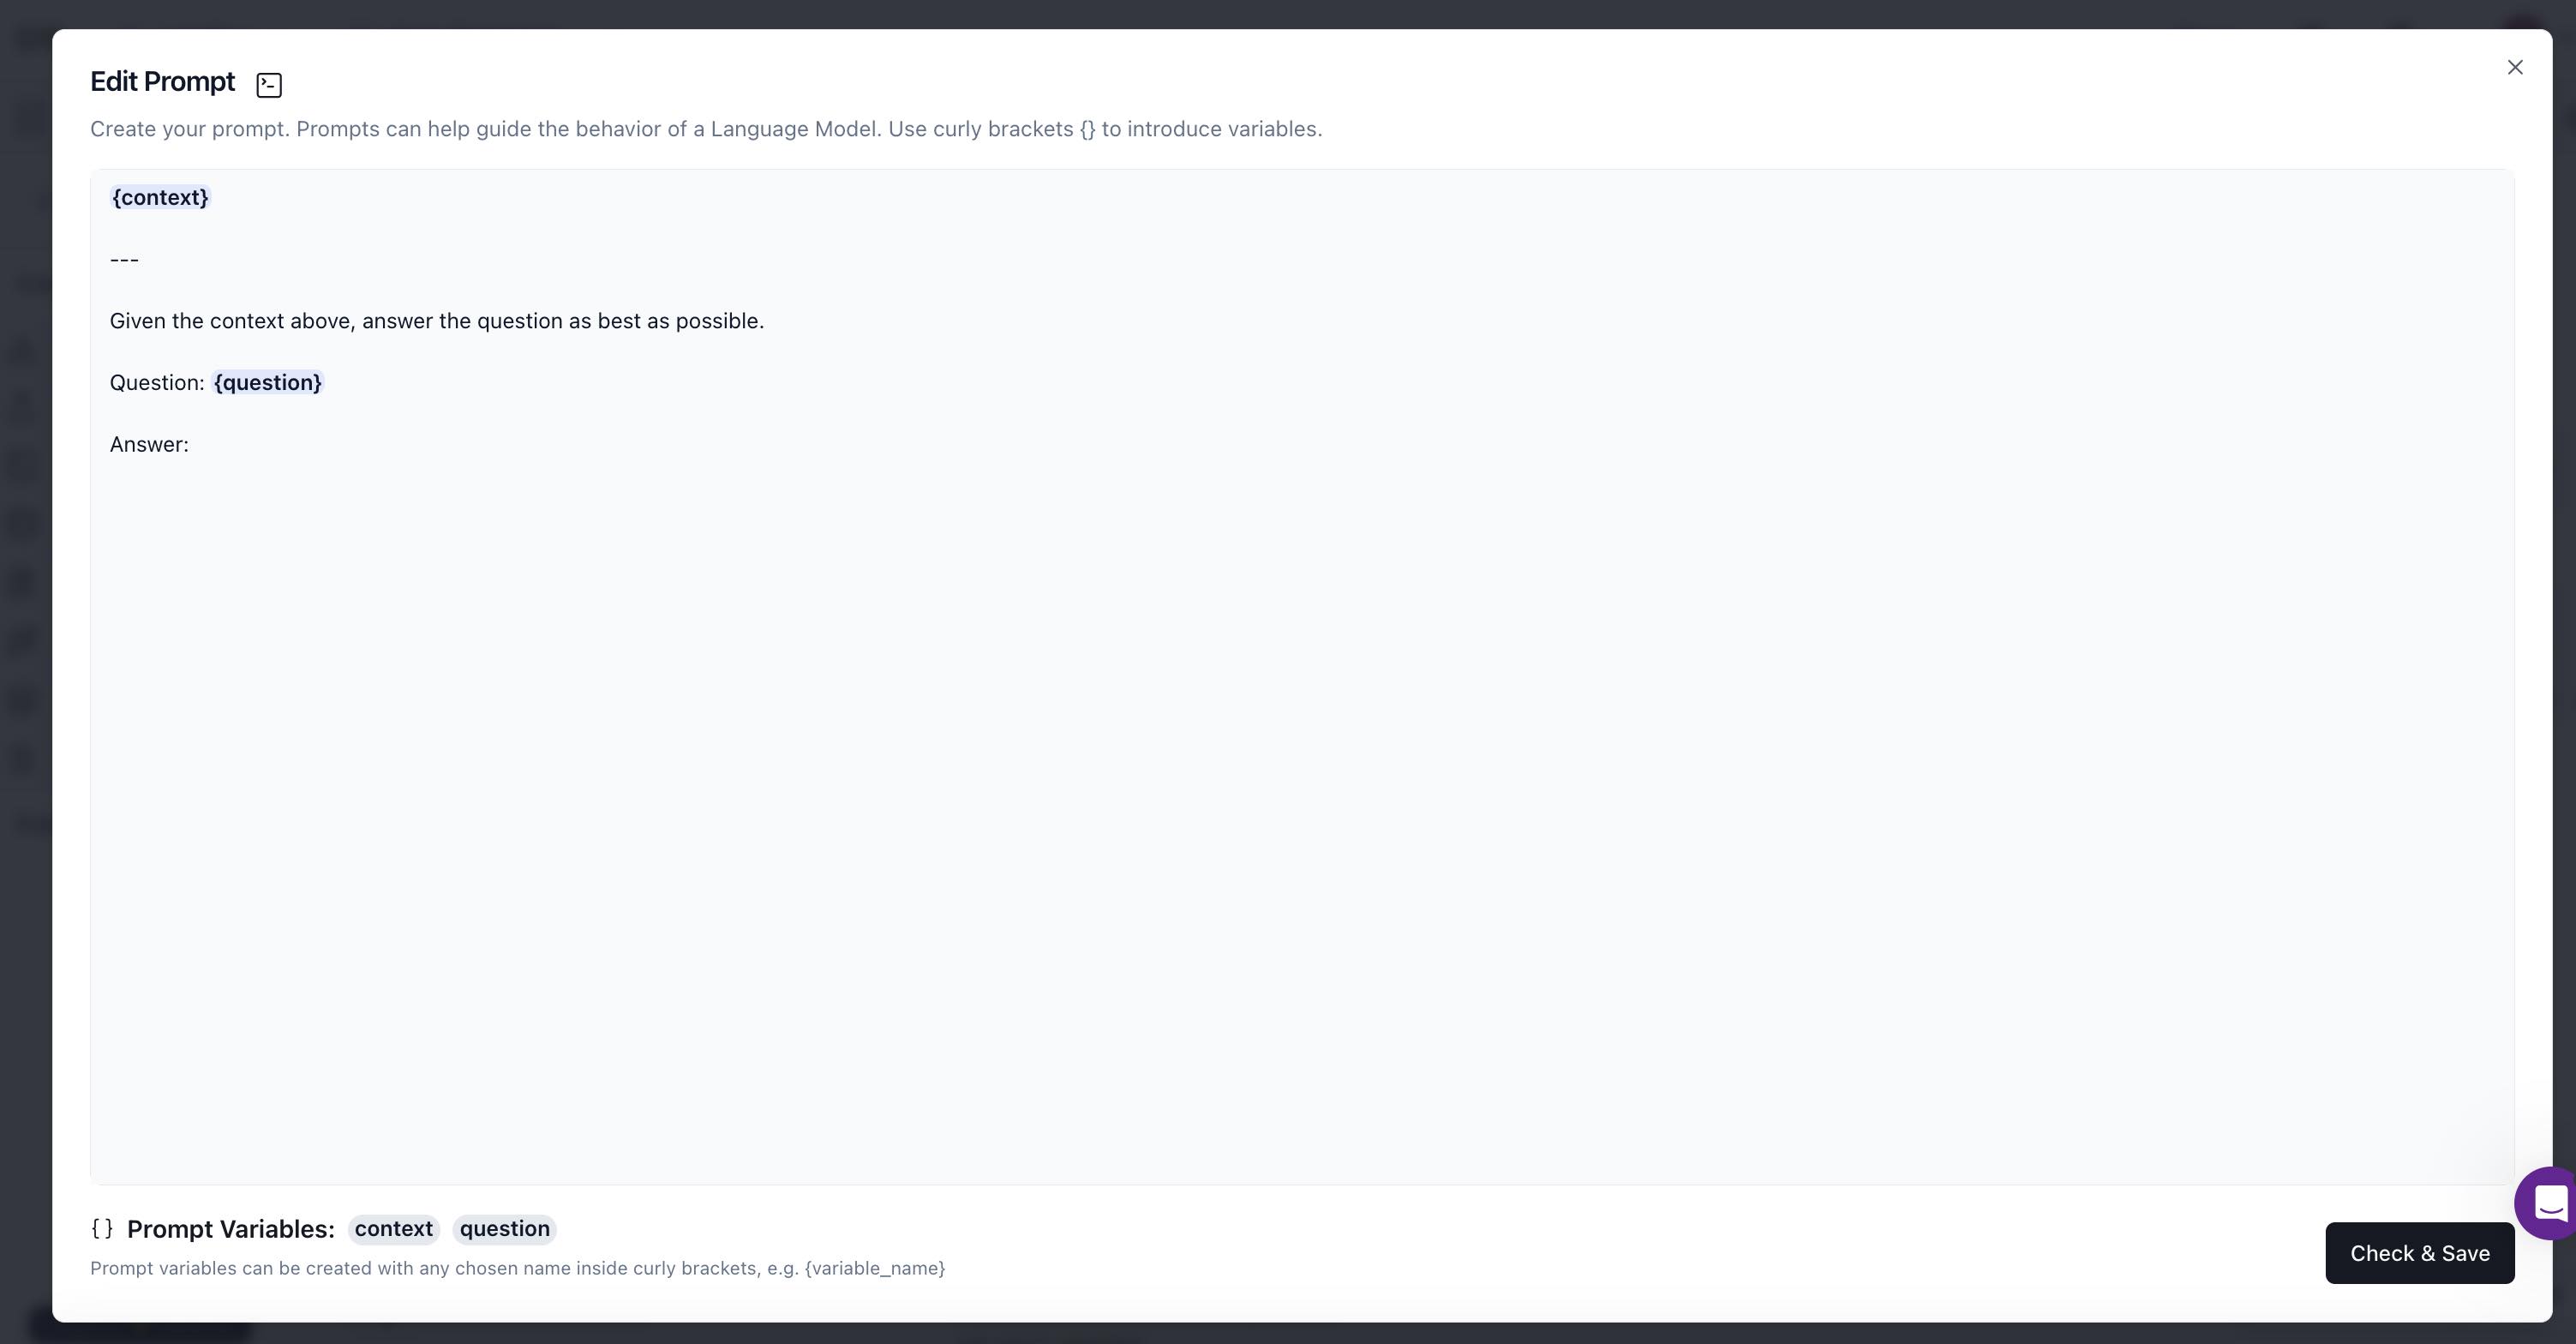 Edit Prompt
Create your prompt. Prompts can help guide the behavior of a Language Model. Use curly brackets {} to introduce variables.
{context}
---
Given the context above, answer the question as best as possible.
Question: {question}
Answer:
{} Prompt Variables: context question
Prompt variables can be created with any chosen name inside curly brackets, e.g. {variable_name}
Check & Save